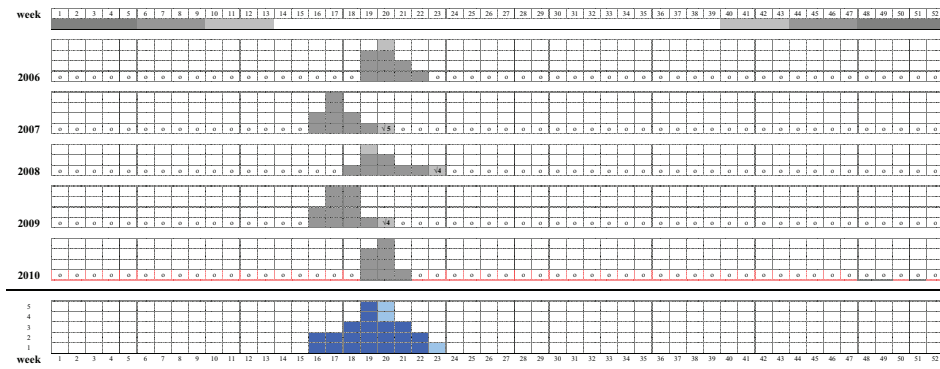 week 1 2 3 4 5 6 7 8 9 10 11 12 13 14 15 16 17 18 19 20 21 22 23 24 25 26 27 28 29 30 31 32 33 34 35 36 37 38 39 40 41 42 43 44 45 46 47 48 49 50 51 52
2006 o o o o o o o o o o o o o o o o o o o o o o o o o o o o o o o o o o o o o o o o o o o o o o o o
2007 o o o o o o o o o o o o o o o √5 o o o o o o o o o o o o o o o o o o o o o o o o o o o o o o o o
2008 o o o o o o o o o o o o o o o o o √4 o o o o o o o o o o o o o o o o o o o o o o o o o o o o o
2009 o o o o o o o o o o o o o o o √4 o o o o o o o o o o o o o o o o o o o o o o o o o o o o o o o o
2010 o o o o o o o o o o o o o o o o o o o o o o o o o o o o o o o o o o o o o o o o o o o o o o o o o
5
4
3
2
1
week 1 2 3 4 5 6 7 8 9 10 11 12 13 14 15 16 17 18 19 20 21 22 23 24 25 26 27 28 29 30 31 32 33 34 35 36 37 38 39 40 41 42 43 44 45 46 47 48 49 50 51 52